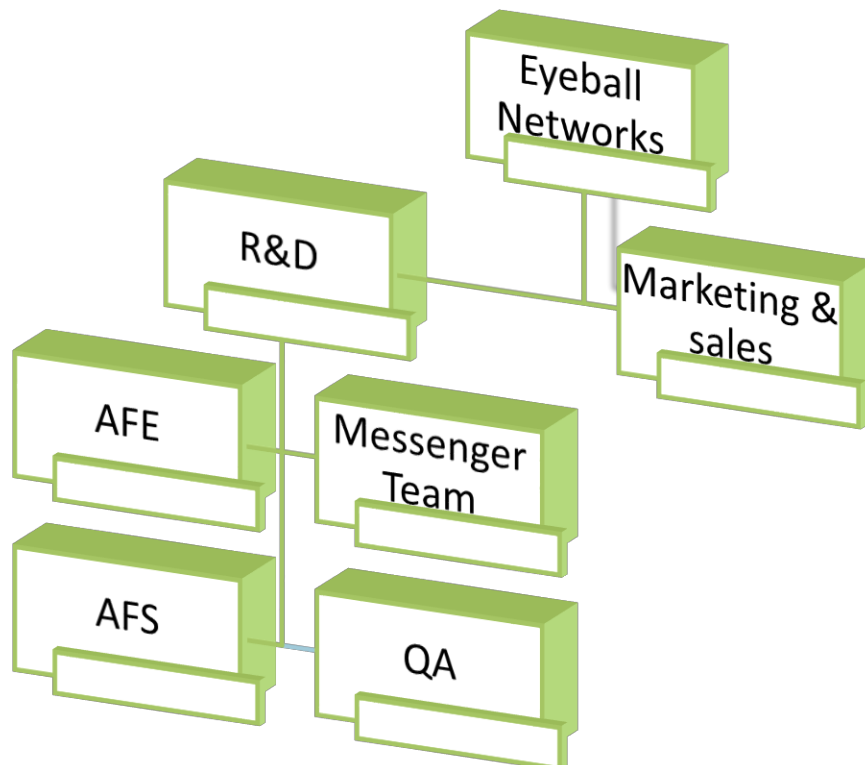 Eyeball
Networks
R&D
Marketing &
sales
AFE
Messenger
Team
AFS
QA